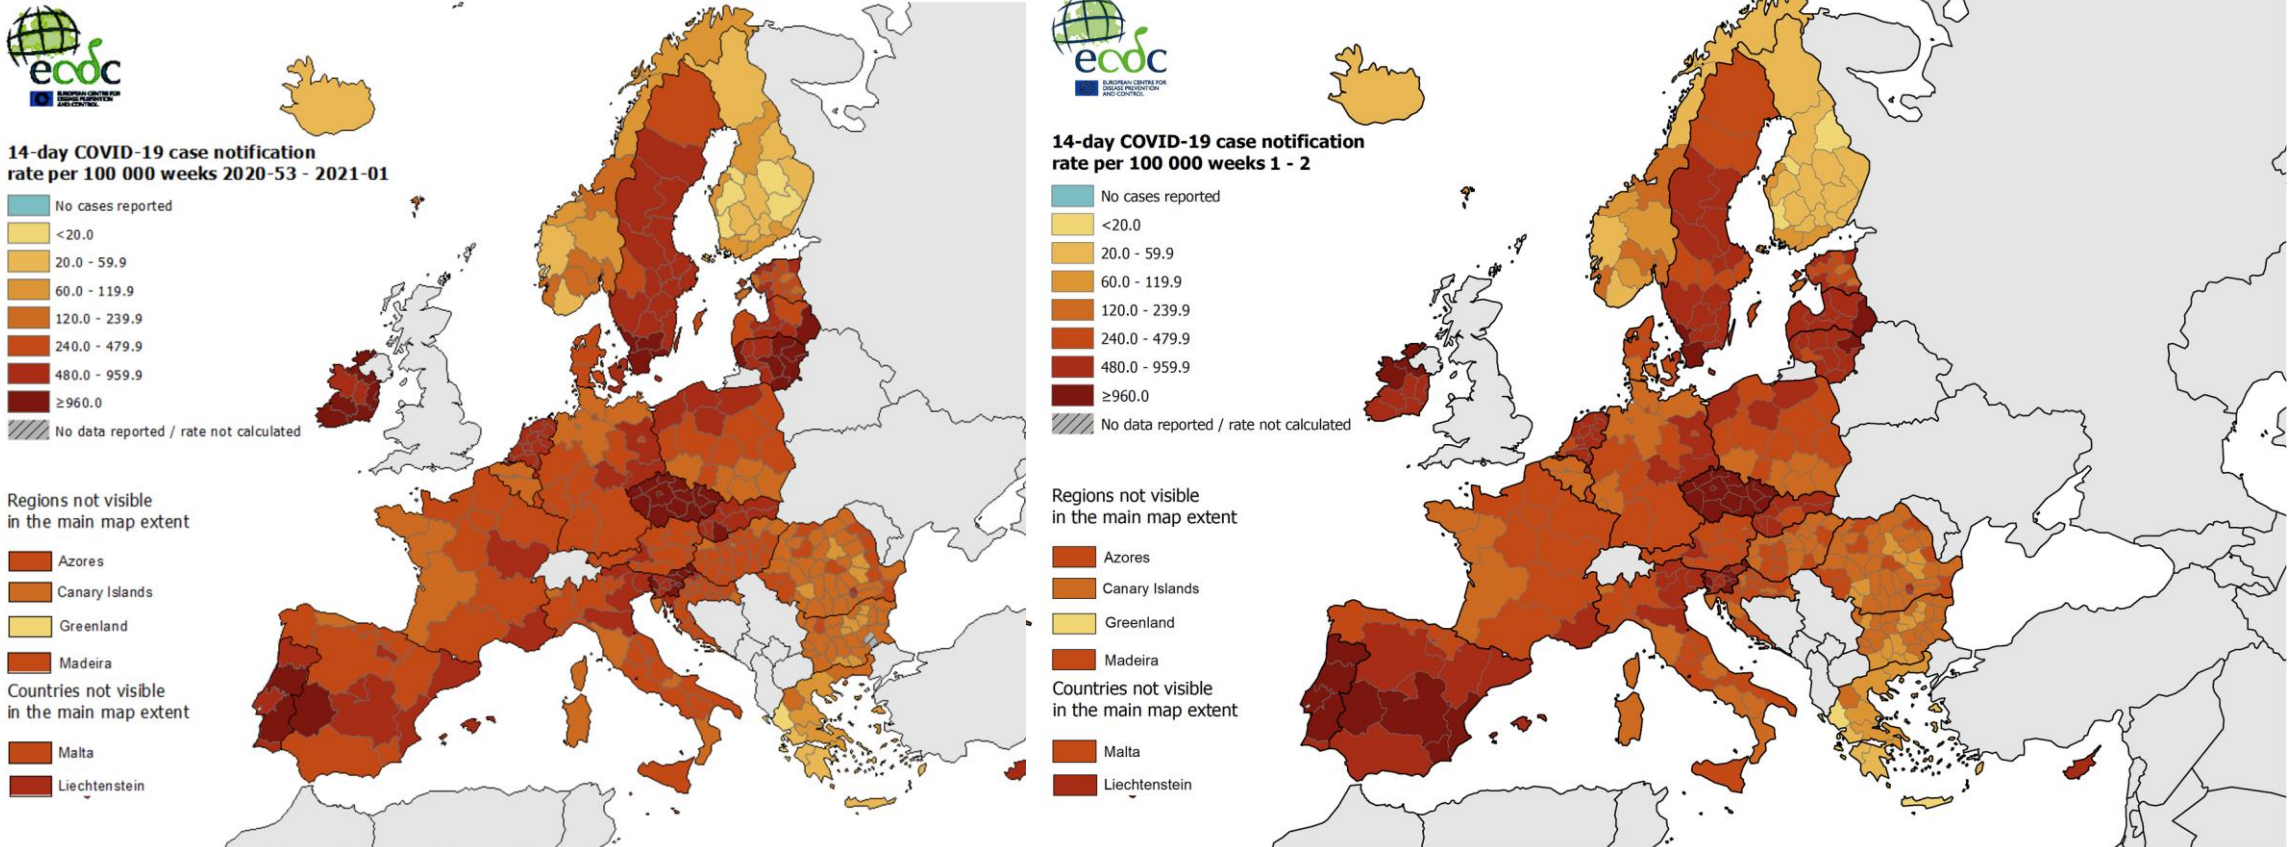 ecdc
EUROPEAN CENTRE FOR
DISEASE PREVENTION
AND CONTROL
14-day COVID-19 case notification
rate per 100 000 weeks 2020-53 - 2021-01
No cases reported
<20.0
20.0 - 59.9
60.0 - 119.9
120.0 - 239.9
240.0 - 479.9
480.0 - 959.9
≥960.0
No data reported / rate not calculated
Regions not visible
in the main map extent
Azores
Canary Islands
Greenland
Madeira
Countries not visible
in the main map extent
Malta
Liechtenstein
ecdc
EUROPEAN CENTRE FOR
DISEASE PREVENTION
AND CONTROL
14-day COVID-19 case notification
rate per 100 000 weeks 1 - 2
No cases reported
<20.0
20.0 - 59.9
60.0 - 119.9
120.0 - 239.9
240.0 - 479.9
480.0 - 959.9
≥960.0
No data reported / rate not calculated
Regions not visible
in the main map extent
Azores
Canary Islands
Greenland
Madeira
Countries not visible
in the main map extent
Malta
Liechtenstein